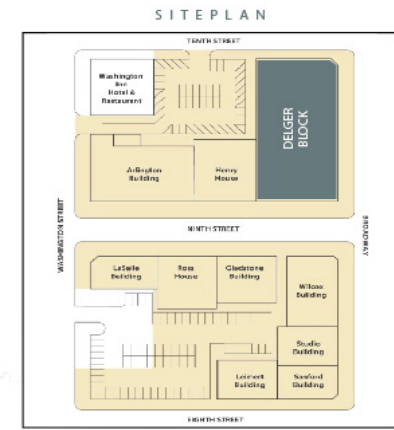 SITEPLAN
TENTH STREET
Washington
Inn
Hotel &
Restaurant
DELGER
BLOCK
Arlington
Building
Henry
House
WASHINGTON STREET
BROADWAY
NINTH STREET
LaSalle
Building
Ross
House
Gladstone
Building
Wilcox
Building
Studio
Building
Leimert
Building
Sanford
Building
EIGHTH STREET